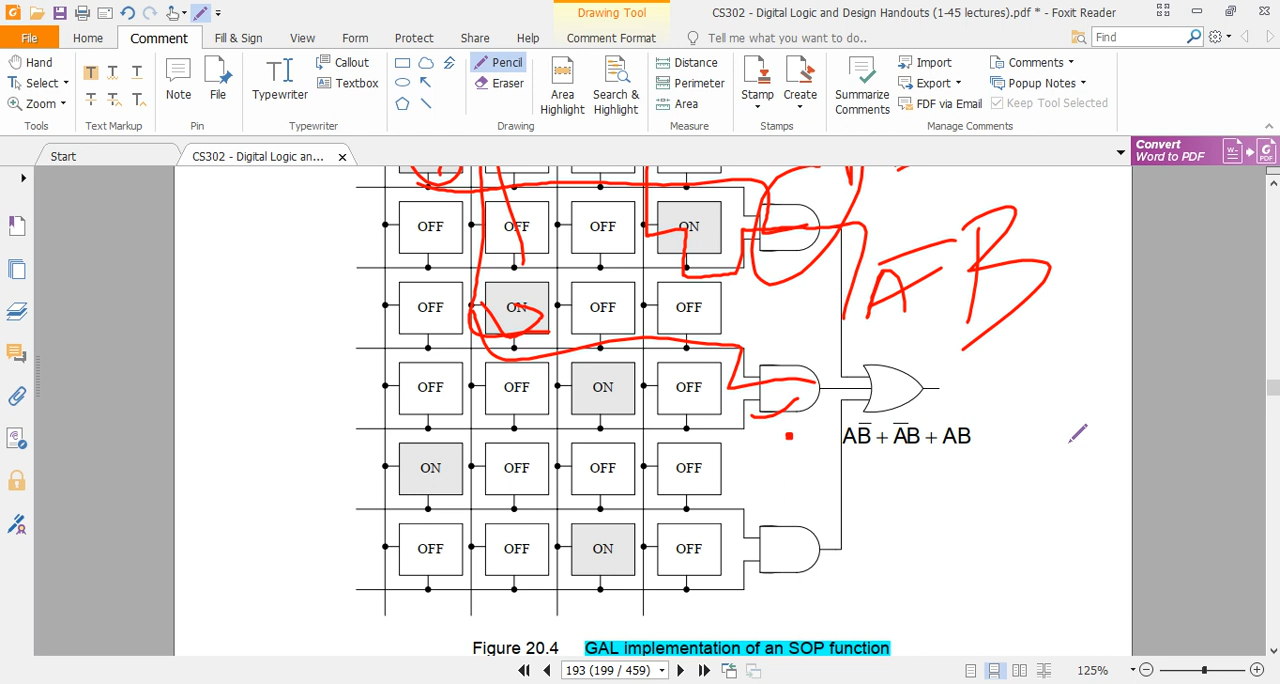 CS302 - Digital Logic and Design Handouts (1-45 lectures).pdf * - Foxit Reader
Drawing Tool
File Home Comment Fill & Sign View Form Protect Share Help Comment Format Tell me what you want to do.. Find
Hand
Select
Zoom
Tools
T T T
T T T
Text Markup
Note
File
Pin
Typewriter
Callout
Textbox
Typewriter
Pencil
Eraser
Drawing
Area Highlight
Search & Highlight
Distance
Perimeter
Area
Measure
Stamp
Create
Stamps
Summarize Comments
Import
Export
FDF via Email
Comments
Popup Notes
Keep Tool Selected
Manage Comments
Start
CS302 - Digital Logic an...
Convert
Word to PDF
OFF OFF OFF ON
A B
OFF ON OFF OFF
OFF OFF ON OFF
AB̅ + A̅B + AB
ON OFF OFF OFF
OFF OFF ON OFF
Figure 20.4 GAL implementation of an SOP function
193 (199 / 459)
125%